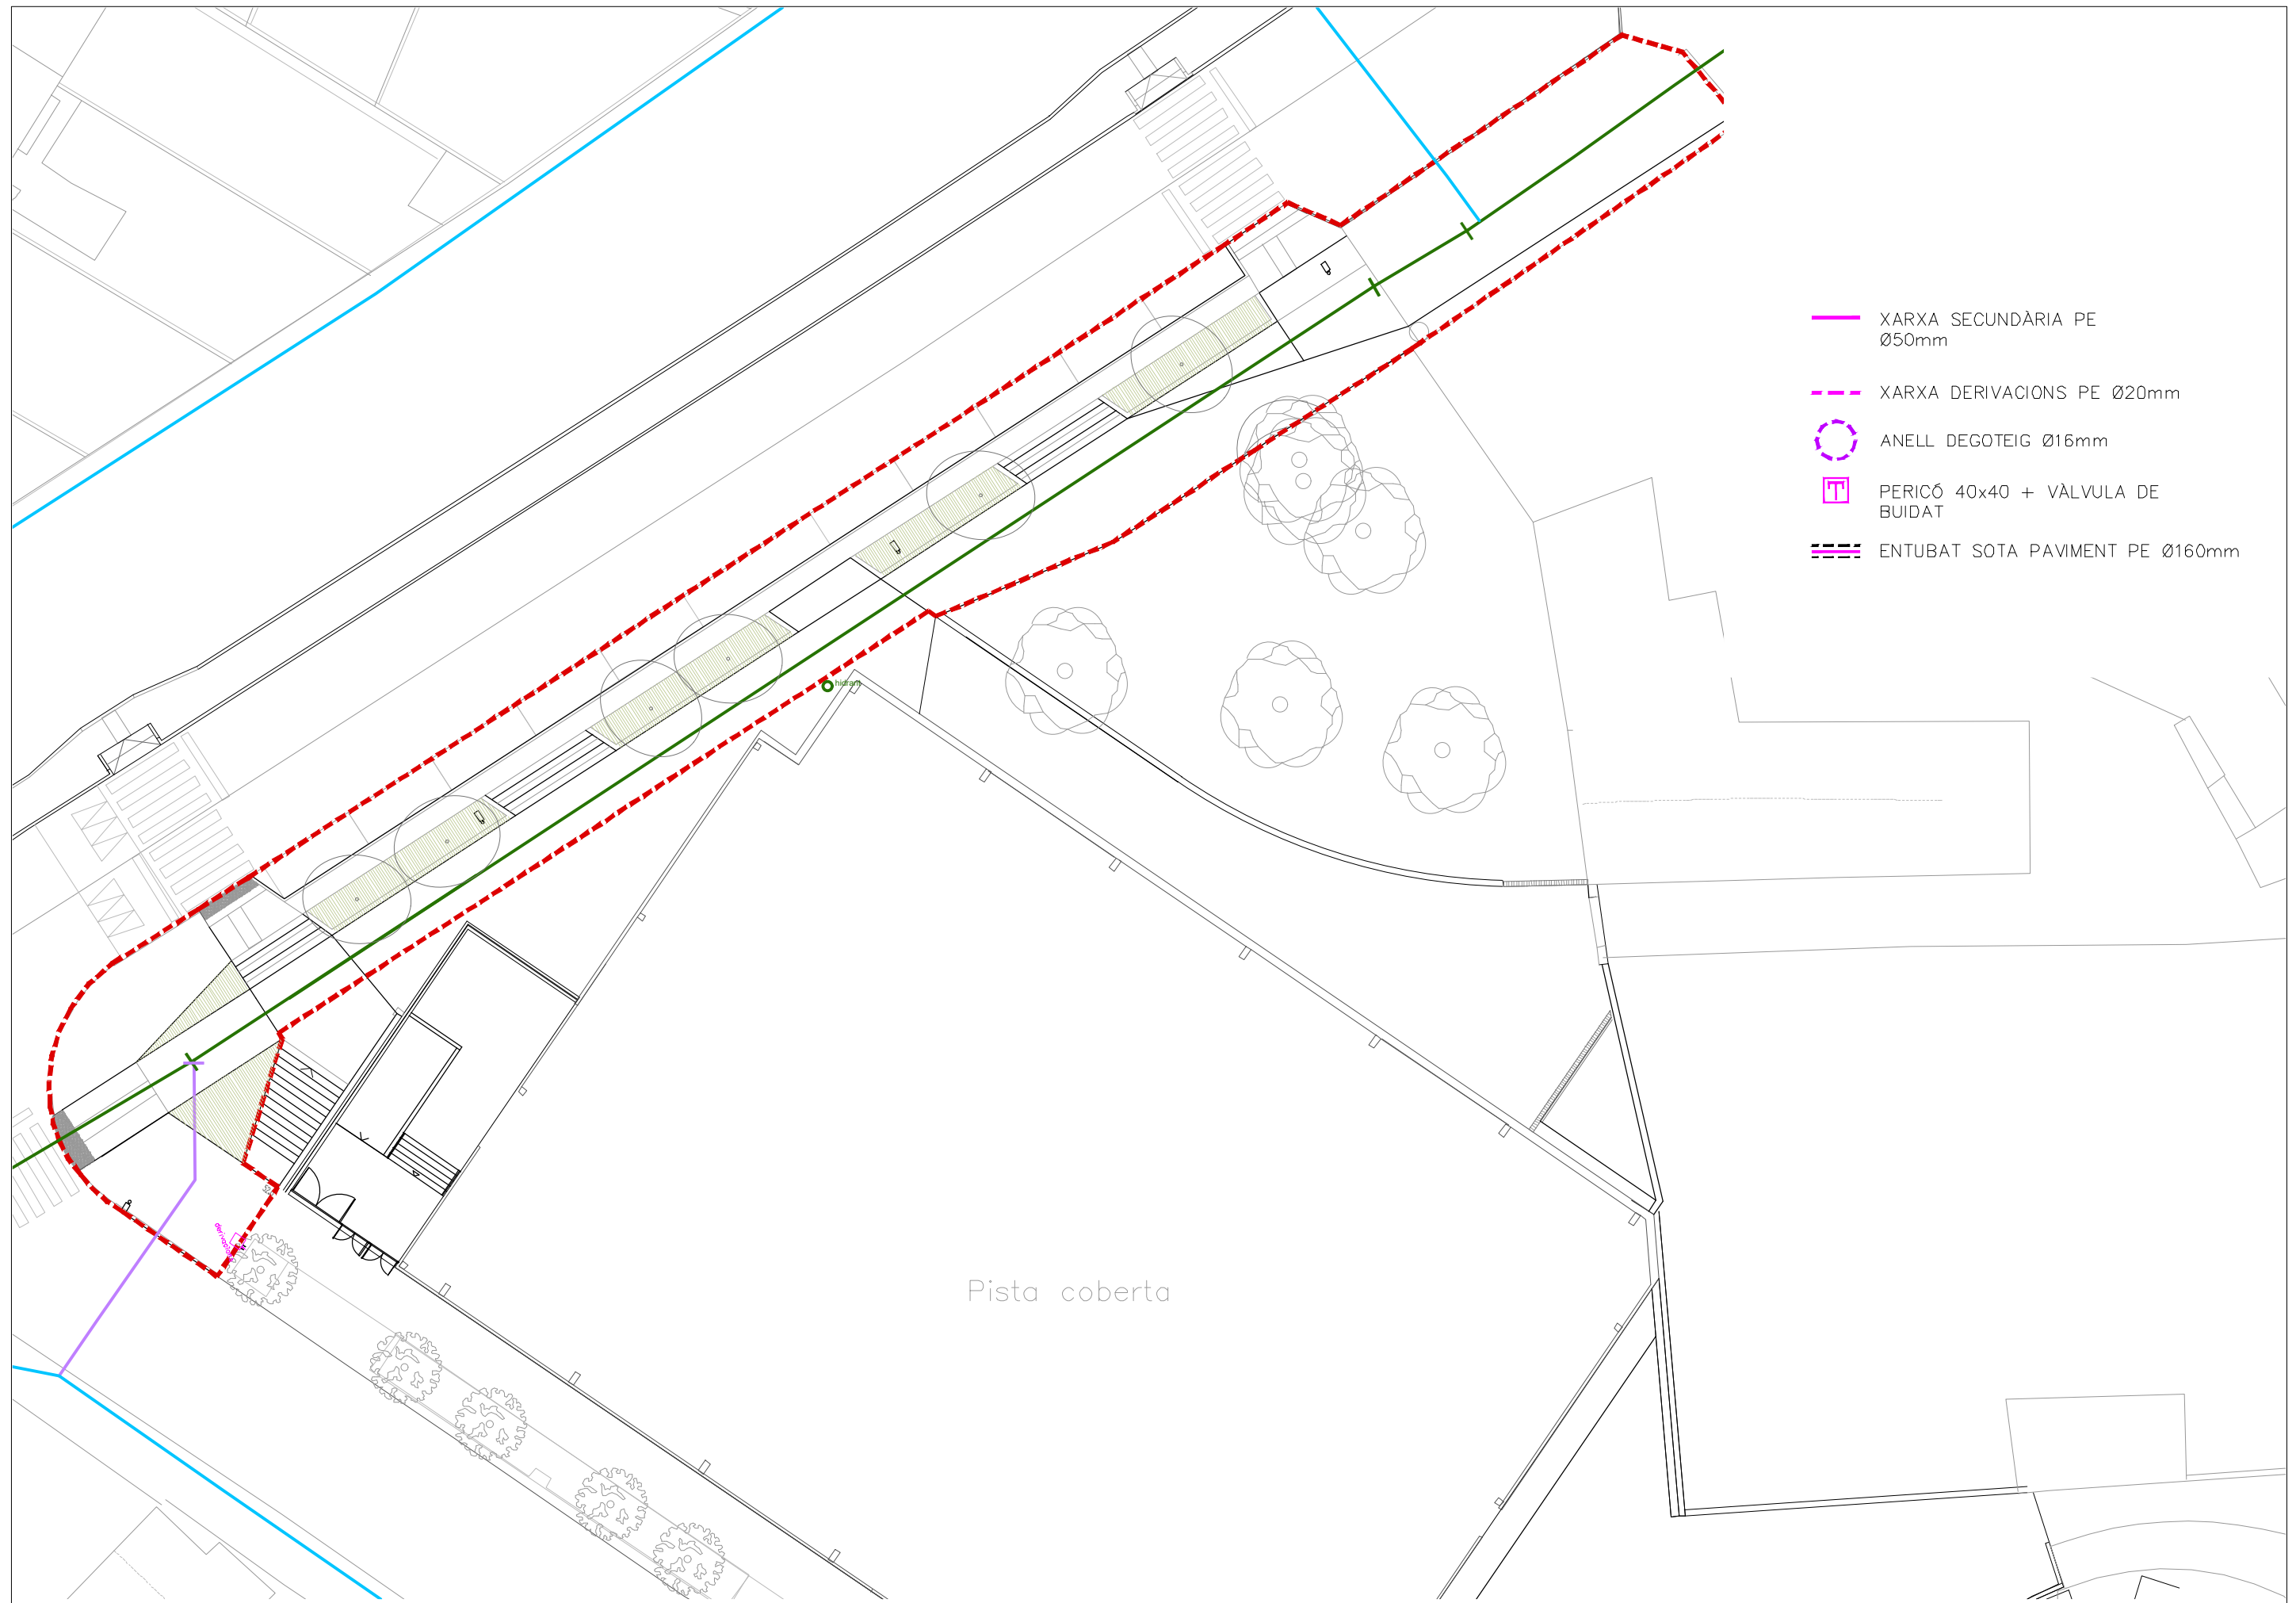 XARXA SECUNDÀRIA PE
Ø50mm
XARXA DERIVACIONS PE Ø20mm
ANELL DEGOTEIG Ø16mm
PERICÓ 40x40 + VÀLVULA DE
BUIDAT
ENTUBAT SOTA PAVIMENT PE Ø160mm
hidrant
Pista coberta